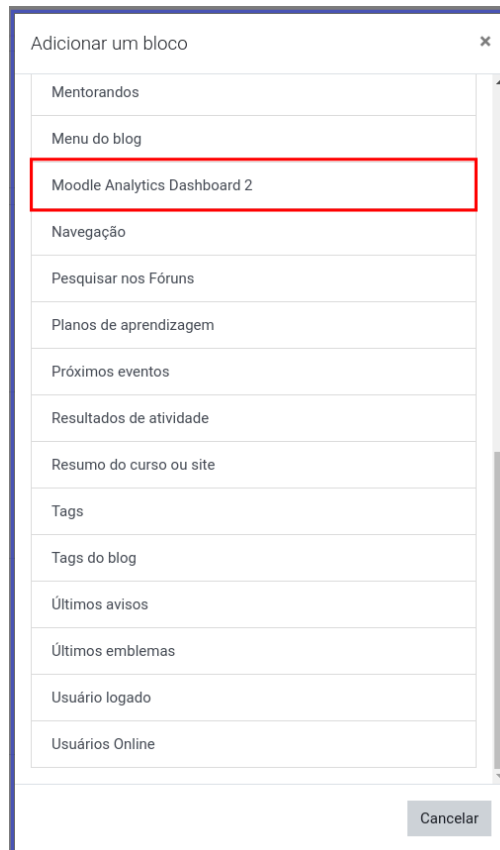 Adicionar um bloco
×
Mentorandos
Menu do blog
Moodle Analytics Dashboard 2
Navegação
Pesquisar nos Fóruns
Planos de aprendizagem
Próximos eventos
Resultados de atividade
Resumo do curso ou site
Tags
Tags do blog
Últimos avisos
Últimos emblemas
Usuário logado
Usuários Online
Cancelar